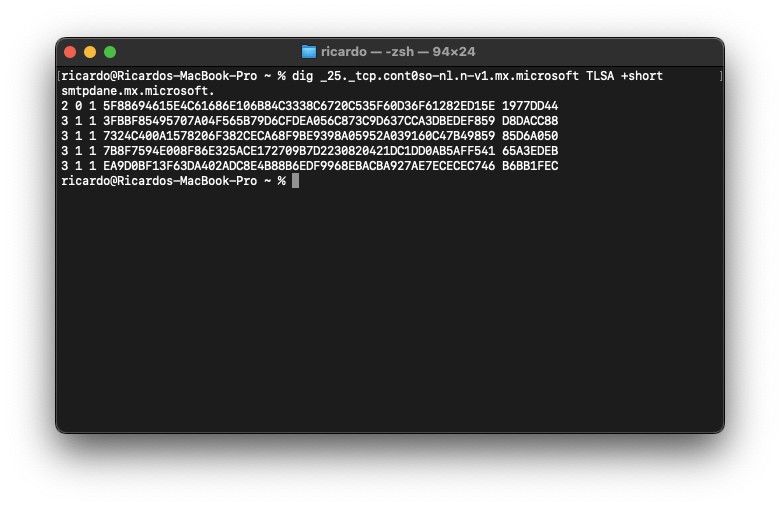 ricardo — -zsh — 94×24
[ricardo@Ricardos-MacBook-Pro ~ % dig _25._tcp.cont0so-nl.n-v1.mx.microsoft TLSA +short ]
smtpdane.mx.microsoft.
2 0 1 5F88694615E4C61686E106B84C3338C6720C535F60D36F61282ED15E 1977DD44
3 1 1 3FBBF85495707A04F565B79D6CFDEA056C873C9D637CCA3DBEDEF859 D8DACC88
3 1 1 7324C400A1578206F382CECA68F9BE9398A05952A039160C47B49859 85D6A050
3 1 1 7B8F7594E008F86E325ACE172709B7D2230820421DC1DD0AB5AFF541 65A3EDEB
3 1 1 EA9D0BF13F63DA402ADC8E4B88B6EDF9968EBACBA927AE7ECECEC746 B6BB1FEC
ricardo@Ricardos-MacBook-Pro ~ %